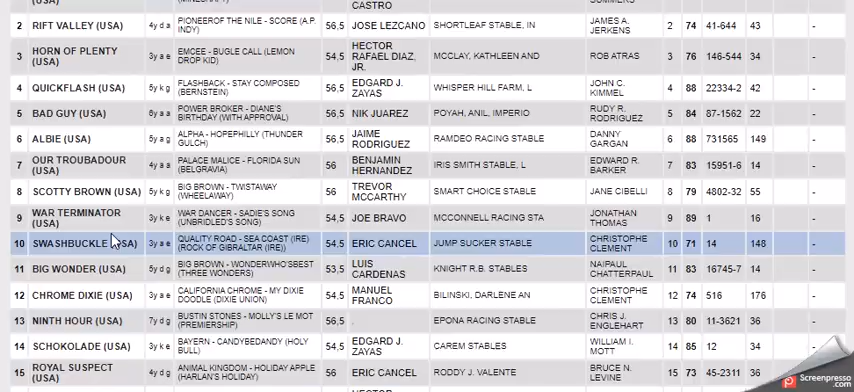 (MINESHAFT) CASTRO SUMMERS
2 RIFT VALLEY (USA) 4y d a PIONEEROF THE NILE - SCORE (A.P. INDY) 56,5 JOSE LEZCANO SHORTLEAF STABLE, IN JAMES A. JERKENS 2 74 41-644 43 -
3 HORN OF PLENTY (USA) 3y a e EMCEE - BUGLE CALL (LEMON DROP KID) 54,5 HECTOR RAFAEL DIAZ, JR. MCCLAY, KATHLEEN AND ROB ATRAS 3 76 146-544 34 -
4 QUICKFLASH (USA) 5y k g FLASHBACK - STAY COMPOSED (BERNSTEIN) 56,5 EDGARD J. ZAYAS WHISPER HILL FARM, L JOHN C. KIMMEL 4 88 22334-2 42 -
5 BAD GUY (USA) 6y a a POWER BROKER - DIANE'S BIRTHDAY (WITH APPROVAL) 56,5 NIK JUAREZ POYAH, ANIL, IMPERIO RUDY R. RODRIGUEZ 5 84 87-1562 22 -
6 ALBIE (USA) 5y a g ALPHA - HOPEPHILLY (THUNDER GULCH) 56,5 JAIME RODRIGUEZ RAMDEO RACING STABLE DANNY GARGAN 6 88 731565 149 -
7 OUR TROUBADOUR (USA) 4y a a PALACE MALICE - FLORIDA SUN (BELGRAVIA) 56 BENJAMIN HERNANDEZ IRIS SMITH STABLE, L EDWARD R. BARKER 7 83 15951-6 14 -
8 SCOTTY BROWN (USA) 5y k g BIG BROWN - TWISTAWAY (WHEELAWAY) 56 TREVOR MCCARTHY SMART CHOICE STABLE JANE CIBELLI 8 79 4802-32 55 -
9 WAR TERMINATOR (USA) 3y k e WAR DANCER - SADIE'S SONG (UNBRIDLED'S SONG) 54,5 JOE BRAVO MCCONNELL RACING STA JONATHAN THOMAS 9 89 1 16 -
10 SWASHBUCKLE (USA) 3y a e QUALITY ROAD - SEA COAST (IRE) (ROCK OF GIBRALTAR (IRE)) 54,5 ERIC CANCEL JUMP SUCKER STABLE CHRISTOPHE CLEMENT 10 71 14 148 -
11 BIG WONDER (USA) 5y d g BIG BROWN - WONDERWHO'SBEST (THREE WONDERS) 53,5 LUIS CARDENAS KNIGHT R.B. STABLES NAIPAUL CHATTERPAUL 11 83 16745-7 14 -
12 CHROME DIXIE (USA) 3y a e CALIFORNIA CHROME - MY DIXIE DOODLE (DIXIE UNION) 54,5 MANUEL FRANCO BILINSKI, DARLENE AN CHRISTOPHE CLEMENT 12 74 516 176 -
13 NINTH HOUR (USA) 7y d g BUSTIN STONES - MOLLY'S LE MOT (PREMIERSHIP) 56,5 . EPONA RACING STABLE CHRIS J. ENGLEHART 13 80 11-3621 36 -
14 SCHOKOLADE (USA) 3y k e BAYERN - CANDYBEDANDY (HOLY BULL) 54,5 EDGARD J. ZAYAS CAREM STABLES WILLIAM I. MOTT 14 85 12 34 -
15 ROYAL SUSPECT (USA) 4y d g ANIMAL KINGDOM - HOLIDAY APPLE (HARLAN'S HOLIDAY) 56 ERIC CANCEL RODDY J. VALENTE BRUCE N. LEVINE 15 73 45-2311 36 -
Screenpresso
.com